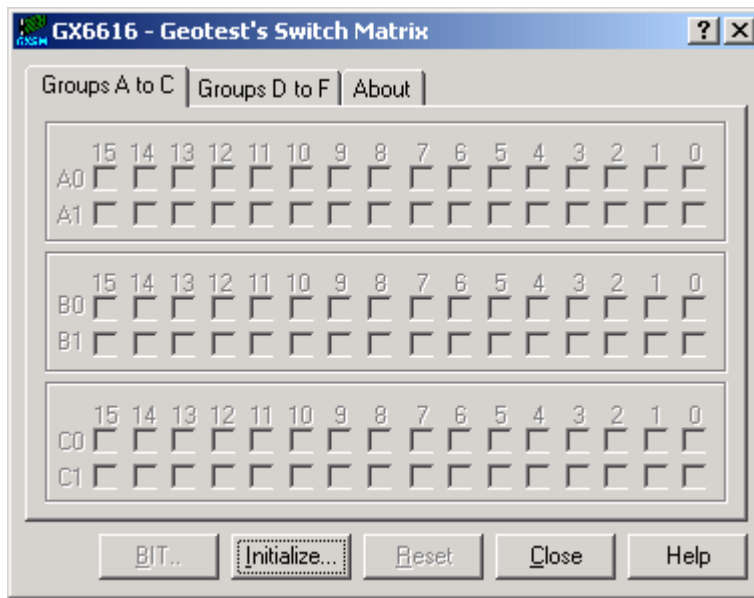 GX6616 - Geotest's Switch Matrix
Groups A to C Groups D to F About
15 14 13 12 11 10 9 8 7 6 5 4 3 2 1 0
A0
A1
15 14 13 12 11 10 9 8 7 6 5 4 3 2 1 0
B0
B1
15 14 13 12 11 10 9 8 7 6 5 4 3 2 1 0
C0
C1
BIT.. Initialize... Reset Close Help